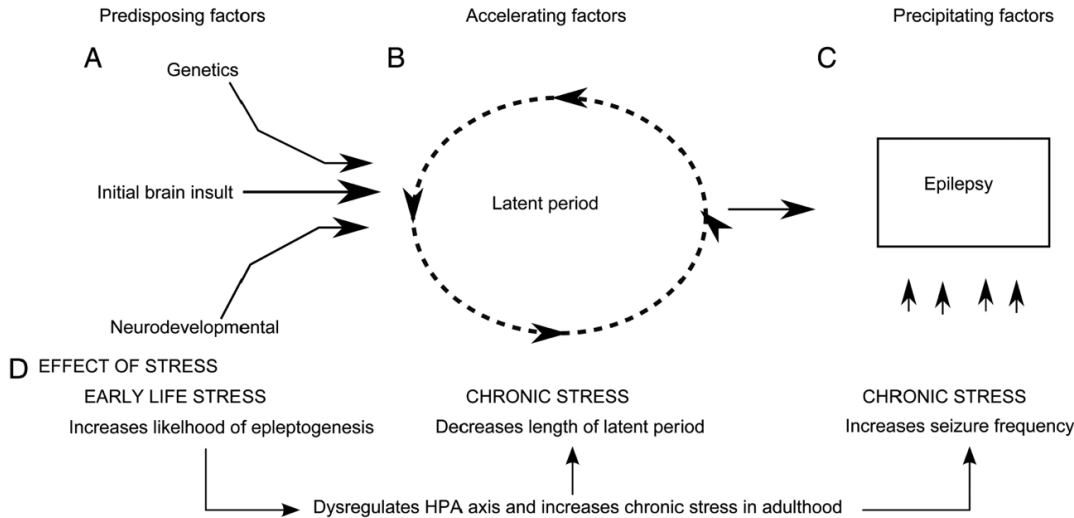 Predisposing factors
Accelerating factors
Precipitating factors
A
B
C
Genetics
Initial brain insult
Neurodevelopmental
Latent period
Epilepsy
D EFFECT OF STRESS
EARLY LIFE STRESS
Increases likelhood of epleptogenesis
CHRONIC STRESS
Decreases length of latent period
CHRONIC STRESS
Increases seizure frequency
Dysregulates HPA axis and increases chronic stress in adulthood